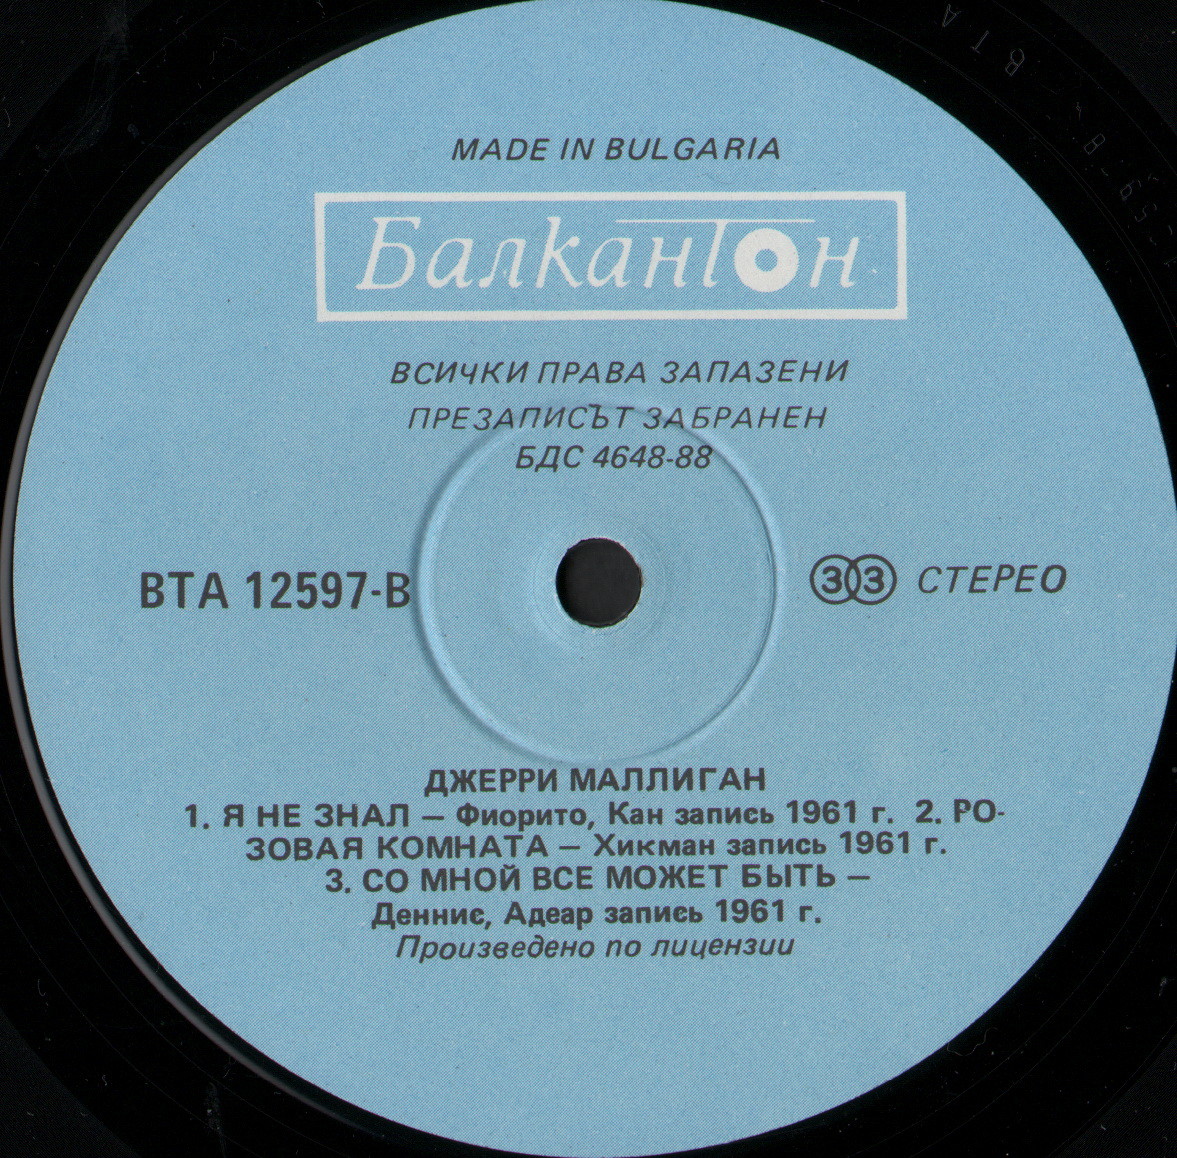 MADE IN BULGARIA
БалканТон
ВСИЧКИ ПРАВА ЗАПАЗЕНИ
ПРЕЗАПИСЪТ ЗАБРАНЕН
БДС 4648-88
ВТА 12597-В
33 СТЕРЕО
ДЖЕРРИ МАЛЛИГАН
1. Я НЕ ЗНАЛ — Фиорито, Кан запись 1961 г. 2. РО-
ЗОВАЯ КОМНАТА — Хикман запись 1961 г.
3. СО МНОЙ ВСЕ МОЖЕТ БЫТЬ —
Деннис, Адеар запись 1961 г.
Произведено по лицензии